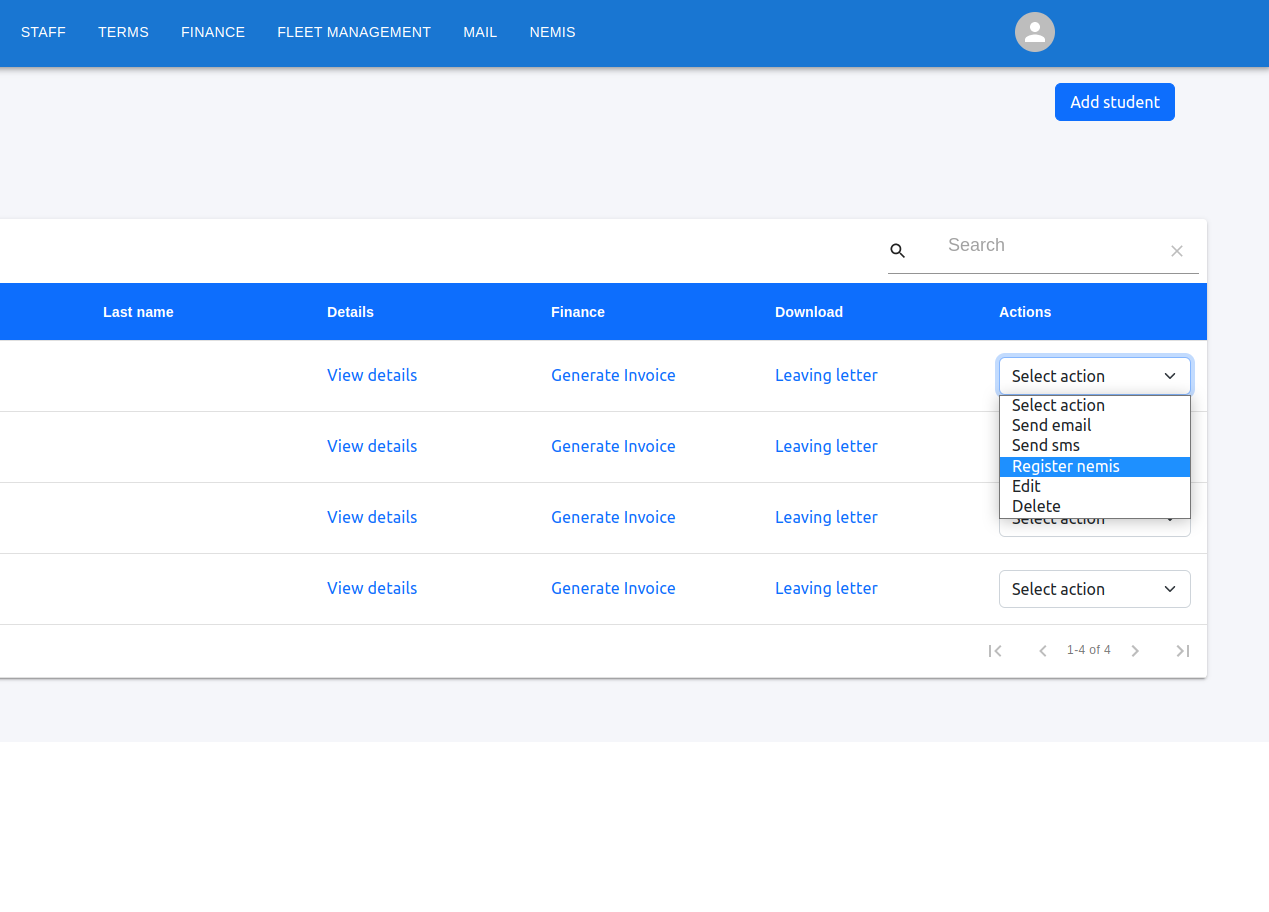 STAFF TERMS FINANCE FLEET MANAGEMENT MAIL NEMIS
Add student
Search
Last name Details Finance Download Actions
View details Generate Invoice Leaving letter Select action
Select action
Send email
View details Generate Invoice Leaving letter Send sms
Register nemis
Edit
Delete
View details Generate Invoice Leaving letter Select action
View details Generate Invoice Leaving letter Select action
1-4 of 4